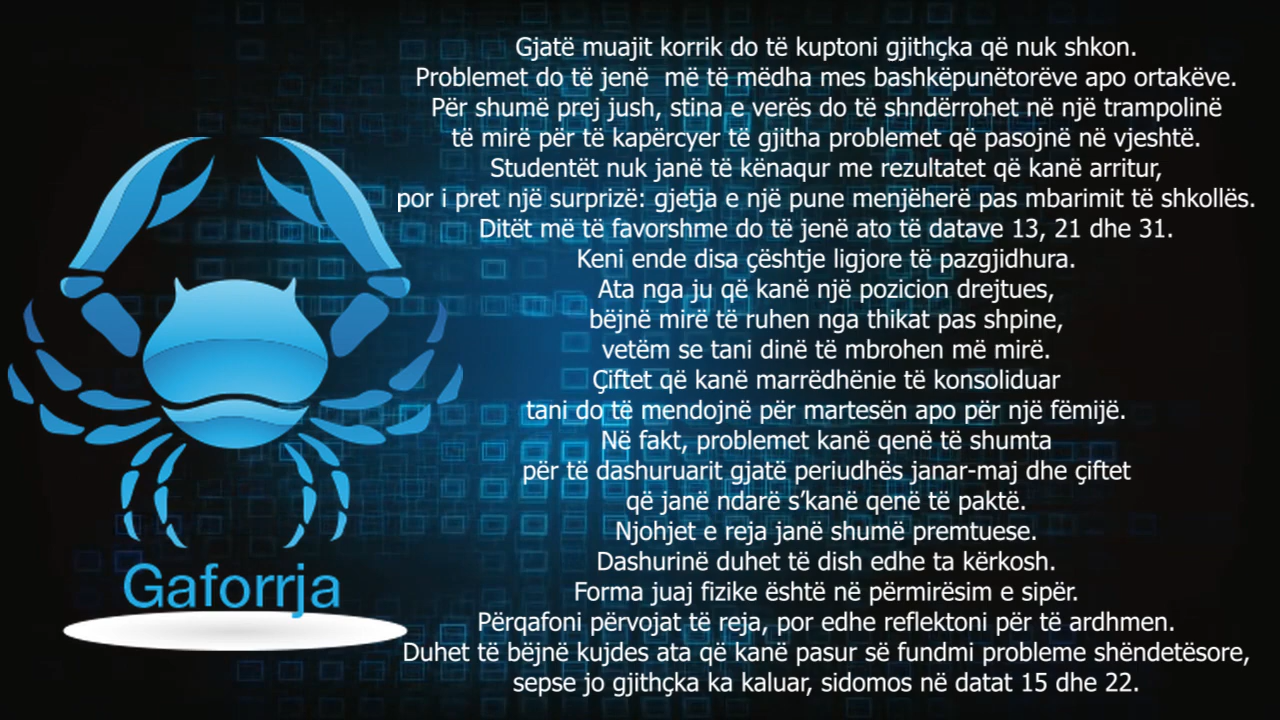 Gjatë muajit korrik do të kuptoni gjithçka që nuk shkon.
Problemet do të jenë  më të mëdha mes bashkëpunëtorëve apo ortakëve.
Për shumë prej jush, stina e verës do të shndërrohet në një trampolinë
të mirë për të kapërcyer të gjitha problemet që pasojnë në vjeshtë.
Studentët nuk janë të kënaqur me rezultatet që kanë arritur,
por i pret një surprizë: gjetja e një pune menjëherë pas mbarimit të shkollës.
Ditët më të favorshme do të jenë ato të datave 13, 21 dhe 31.
Keni ende disa çështje ligjore të pazgjidhura.
Ata nga ju që kanë një pozicion drejtues,
bëjnë mirë të ruhen nga thikat pas shpine,
vetëm se tani dinë të mbrohen më mirë.
Çiftet që kanë marrëdhënie të konsoliduar
tani do të mendojnë për martesën apo për një fëmijë.
Në fakt, problemet kanë qenë të shumta
për të dashuruarit gjatë periudhës janar-maj dhe çiftet
që janë ndarë s’kanë qenë të paktë.
Njohjet e reja janë shumë premtuese.
Dashurinë duhet të dish edhe ta kërkosh.
Forma juaj fizike është në përmirësim e sipër.
Përqafoni përvojat të reja, por edhe reflektoni për të ardhmen.
Duhet të bëjnë kujdes ata që kanë pasur së fundmi probleme shëndetësore,
sepse jo gjithçka ka kaluar, sidomos në datat 15 dhe 22.
Gaforrja